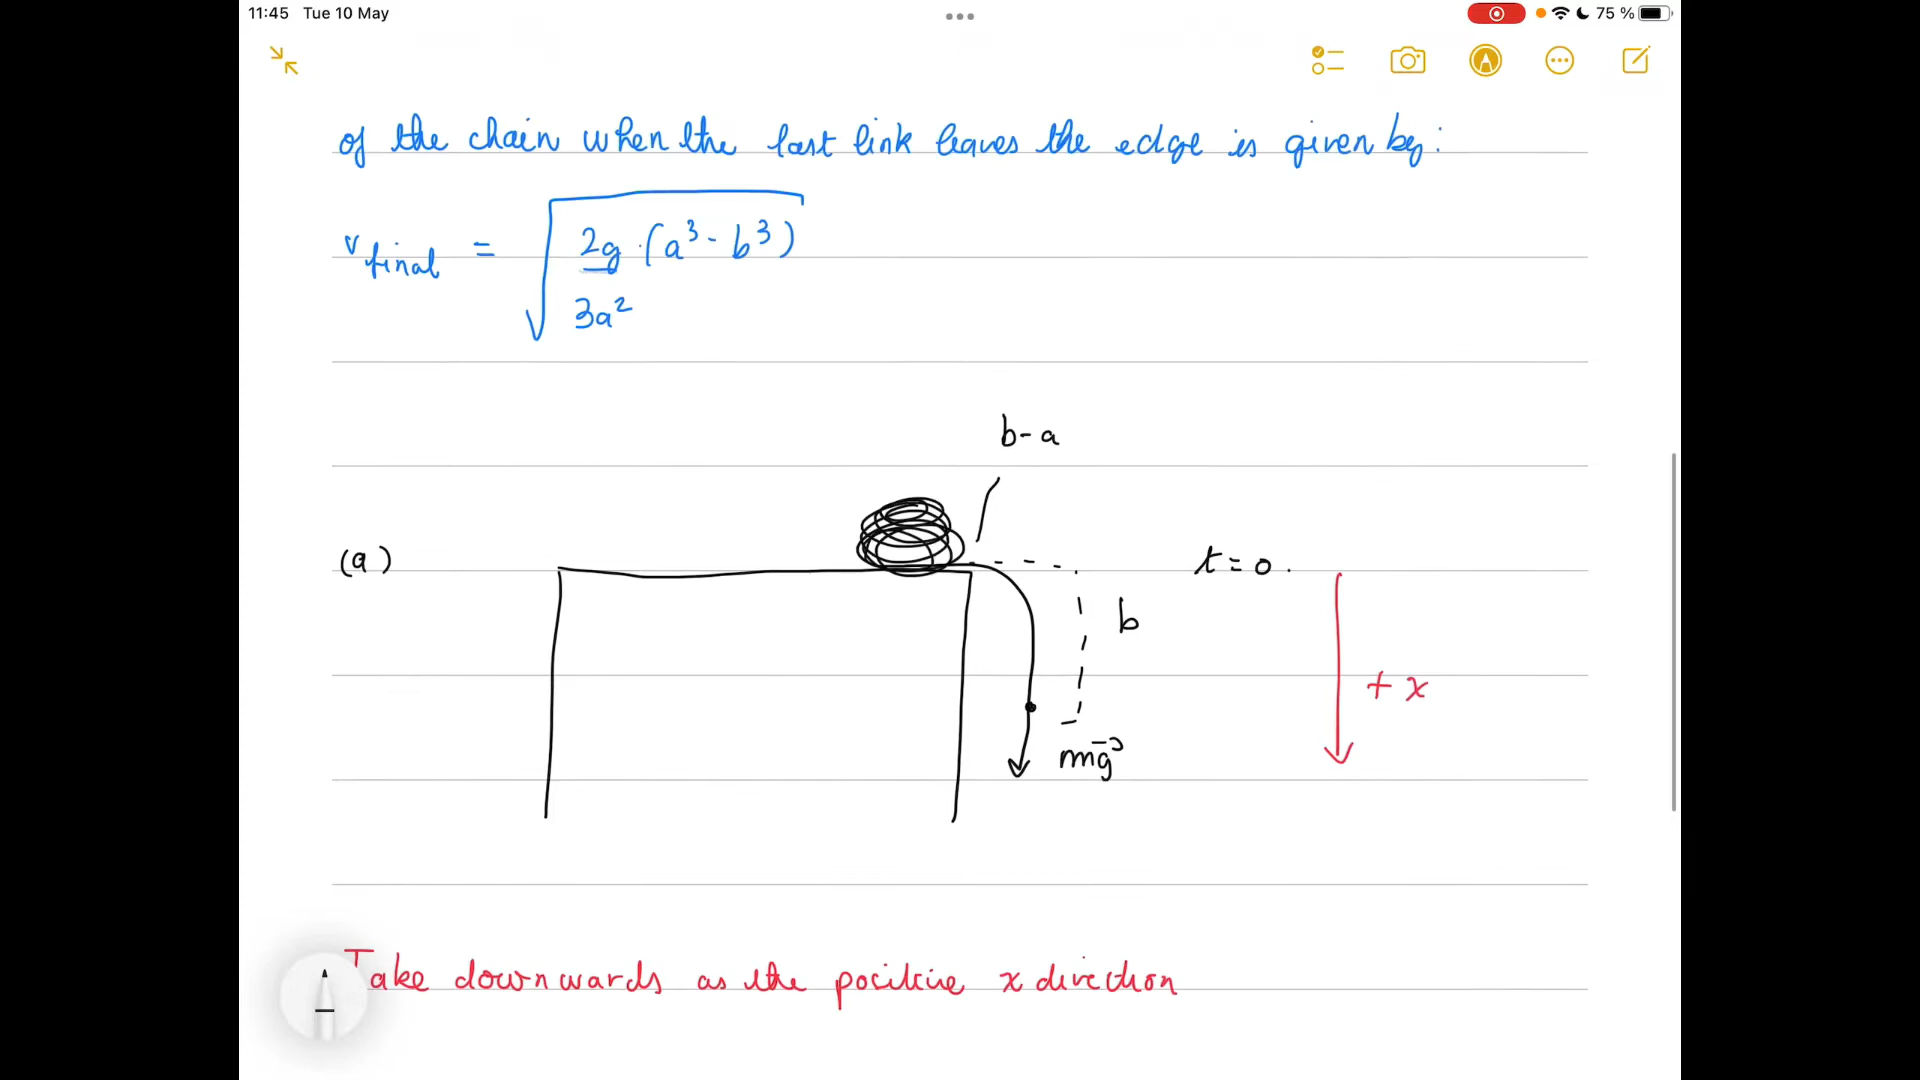 11:45 Tue 10 May
75 %
of the chain when the last link leaves the edge is given by:
v final = √ 2g/3a² · (a³ - b³)
b - a
(a)
t = 0.
b
+ x
mg⃗
Take downwards as the positive x direction